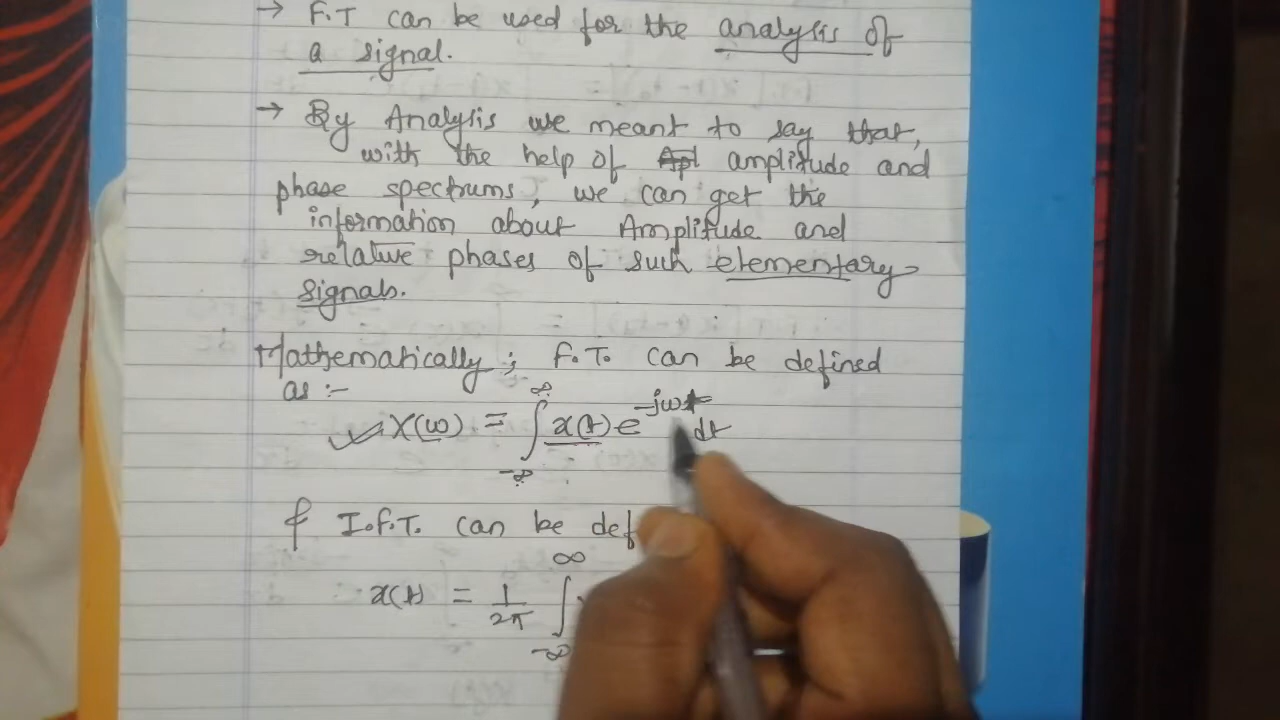 → F.T can be used for the analysis of
a signal.
→ By Analysis we meant to say that,
with the help of amplitude and
phase spectrums, we can get the
information about Amplitude and
relative phases of such elementary
signals.
Mathematically; F.T. can be defined
as :-
X(ω) = ∫_{-∞}^{∞} x(t) e^{-jωt} dt
& I.F.T. can be def
x(t) = 1/2π ∫_{-∞}^{∞}